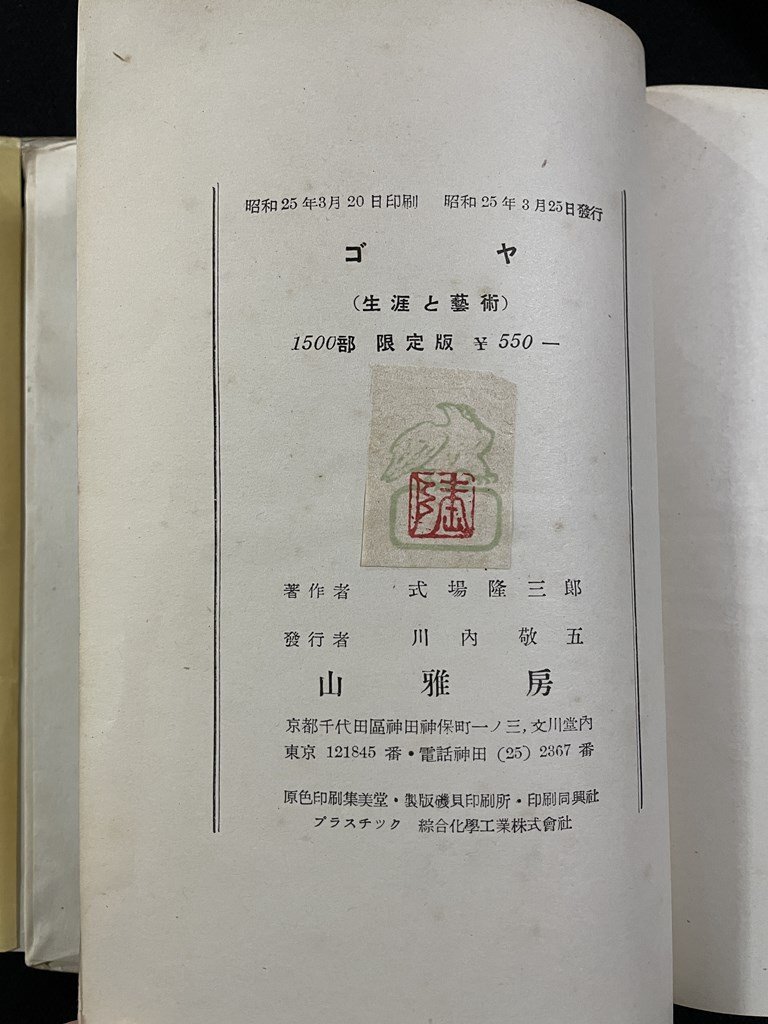 昭和25年3月20日印刷 昭和25年3月25日發行
ゴヤ
(生涯と藝術)
1500部 限定版 ¥550―
隆
著作者 式場隆三郎
發行者 川內敬五
山雅房
京都千代田區神田神保町一ノ三,文川堂內
東京 121845 番・電話神田 (25) 2367 番
原色印刷集美堂・製版磯貝印刷所・印刷同興社
プラスチック 綜合化學工業株式會社